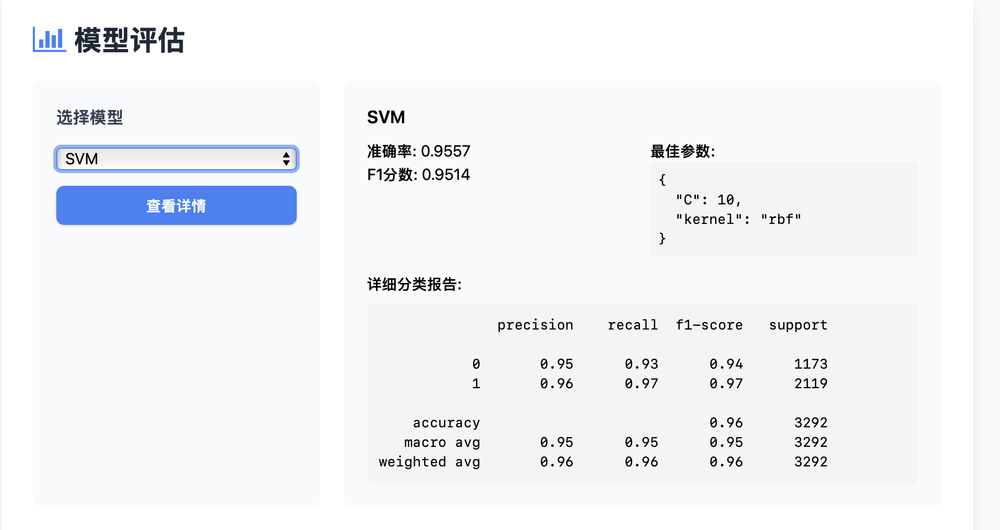 模型评估
选择模型
SVM
查看详情
SVM
准确率: 0.9557
F1分数: 0.9514
最佳参数:
{
  "C": 10,
  "kernel": "rbf"
}
详细分类报告:
              precision    recall  f1-score   support

           0       0.95      0.93      0.94      1173
           1       0.96      0.97      0.97      2119

    accuracy                           0.96      3292
   macro avg       0.95      0.95      0.95      3292
weighted avg       0.96      0.96      0.96      3292